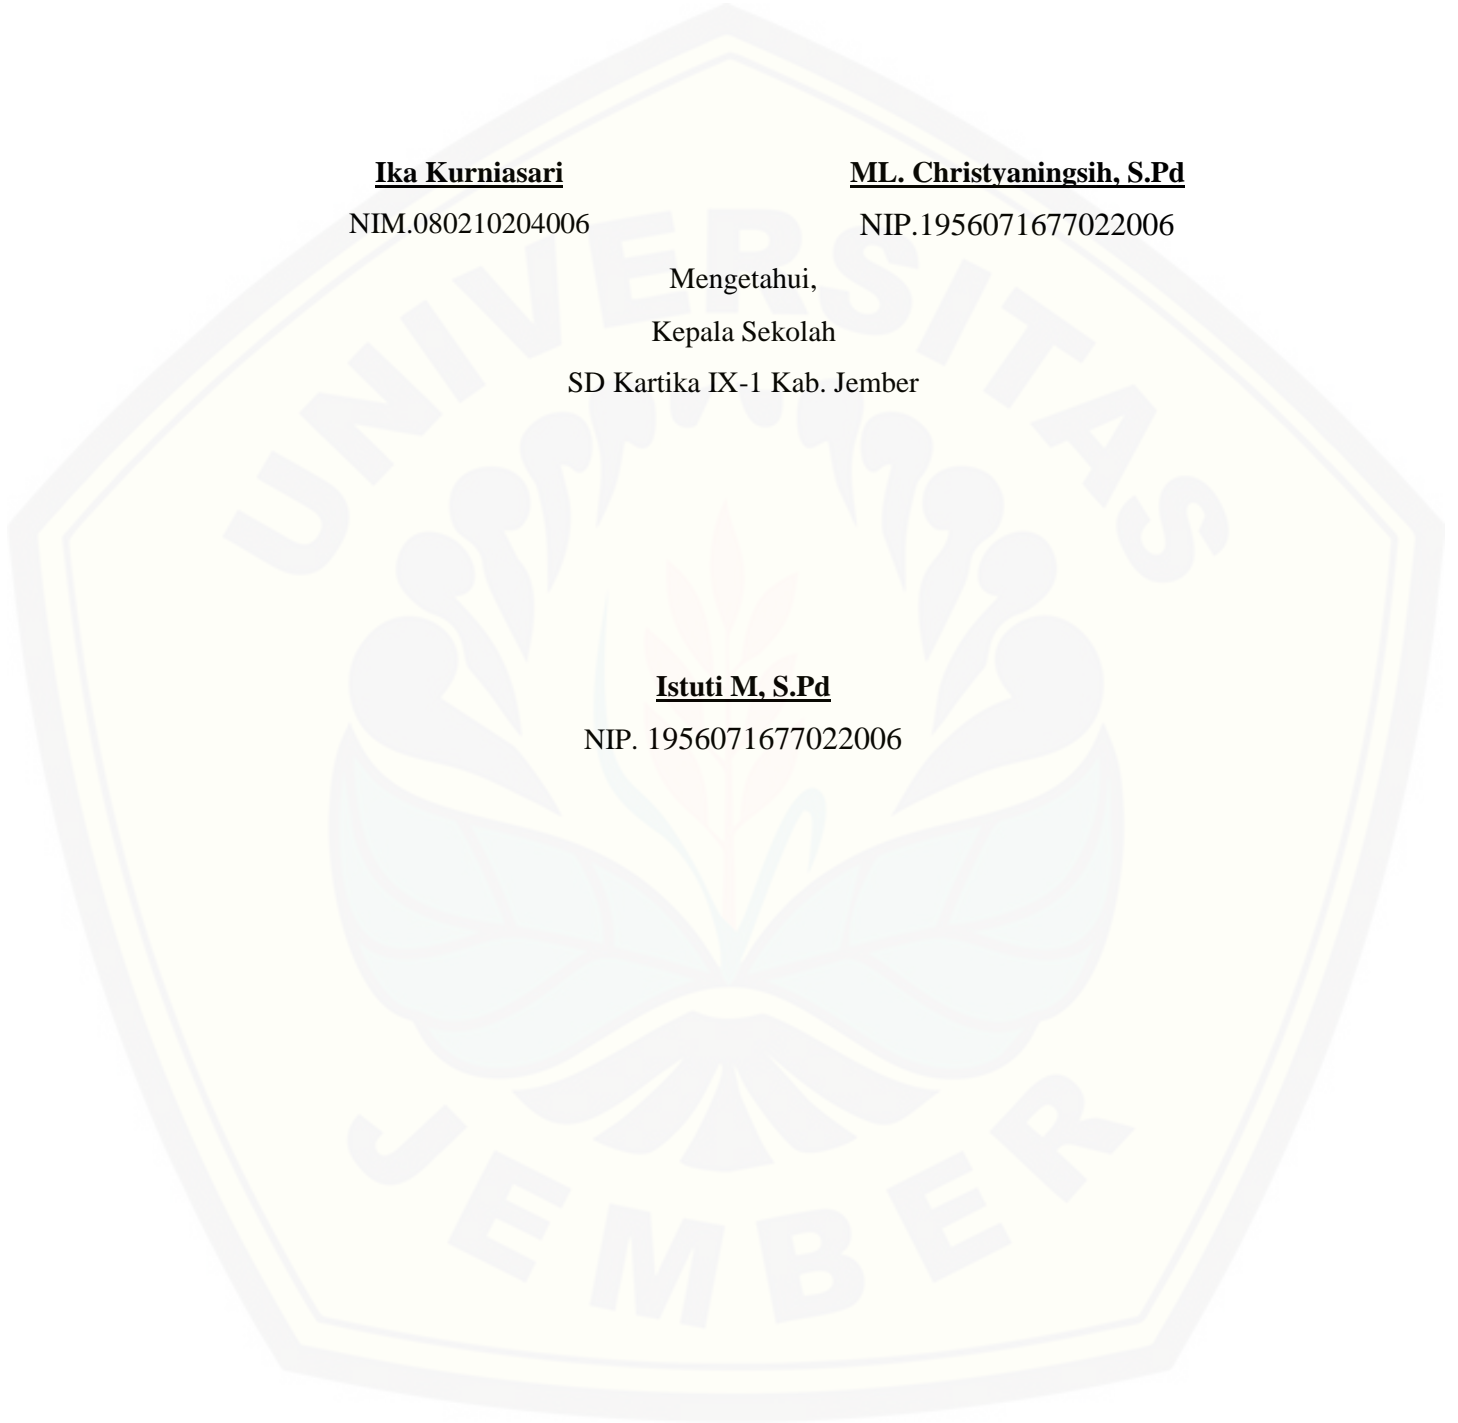 Ika Kurniasari ML. Christyaningsih, S.Pd
NIM.080210204006 NIP.1956071677022006
Mengetahui,
Kepala Sekolah
SD Kartika IX-1 Kab. Jember
Istuti M, S.Pd
NIP. 1956071677022006
UNIVERSITAS
JEMBER